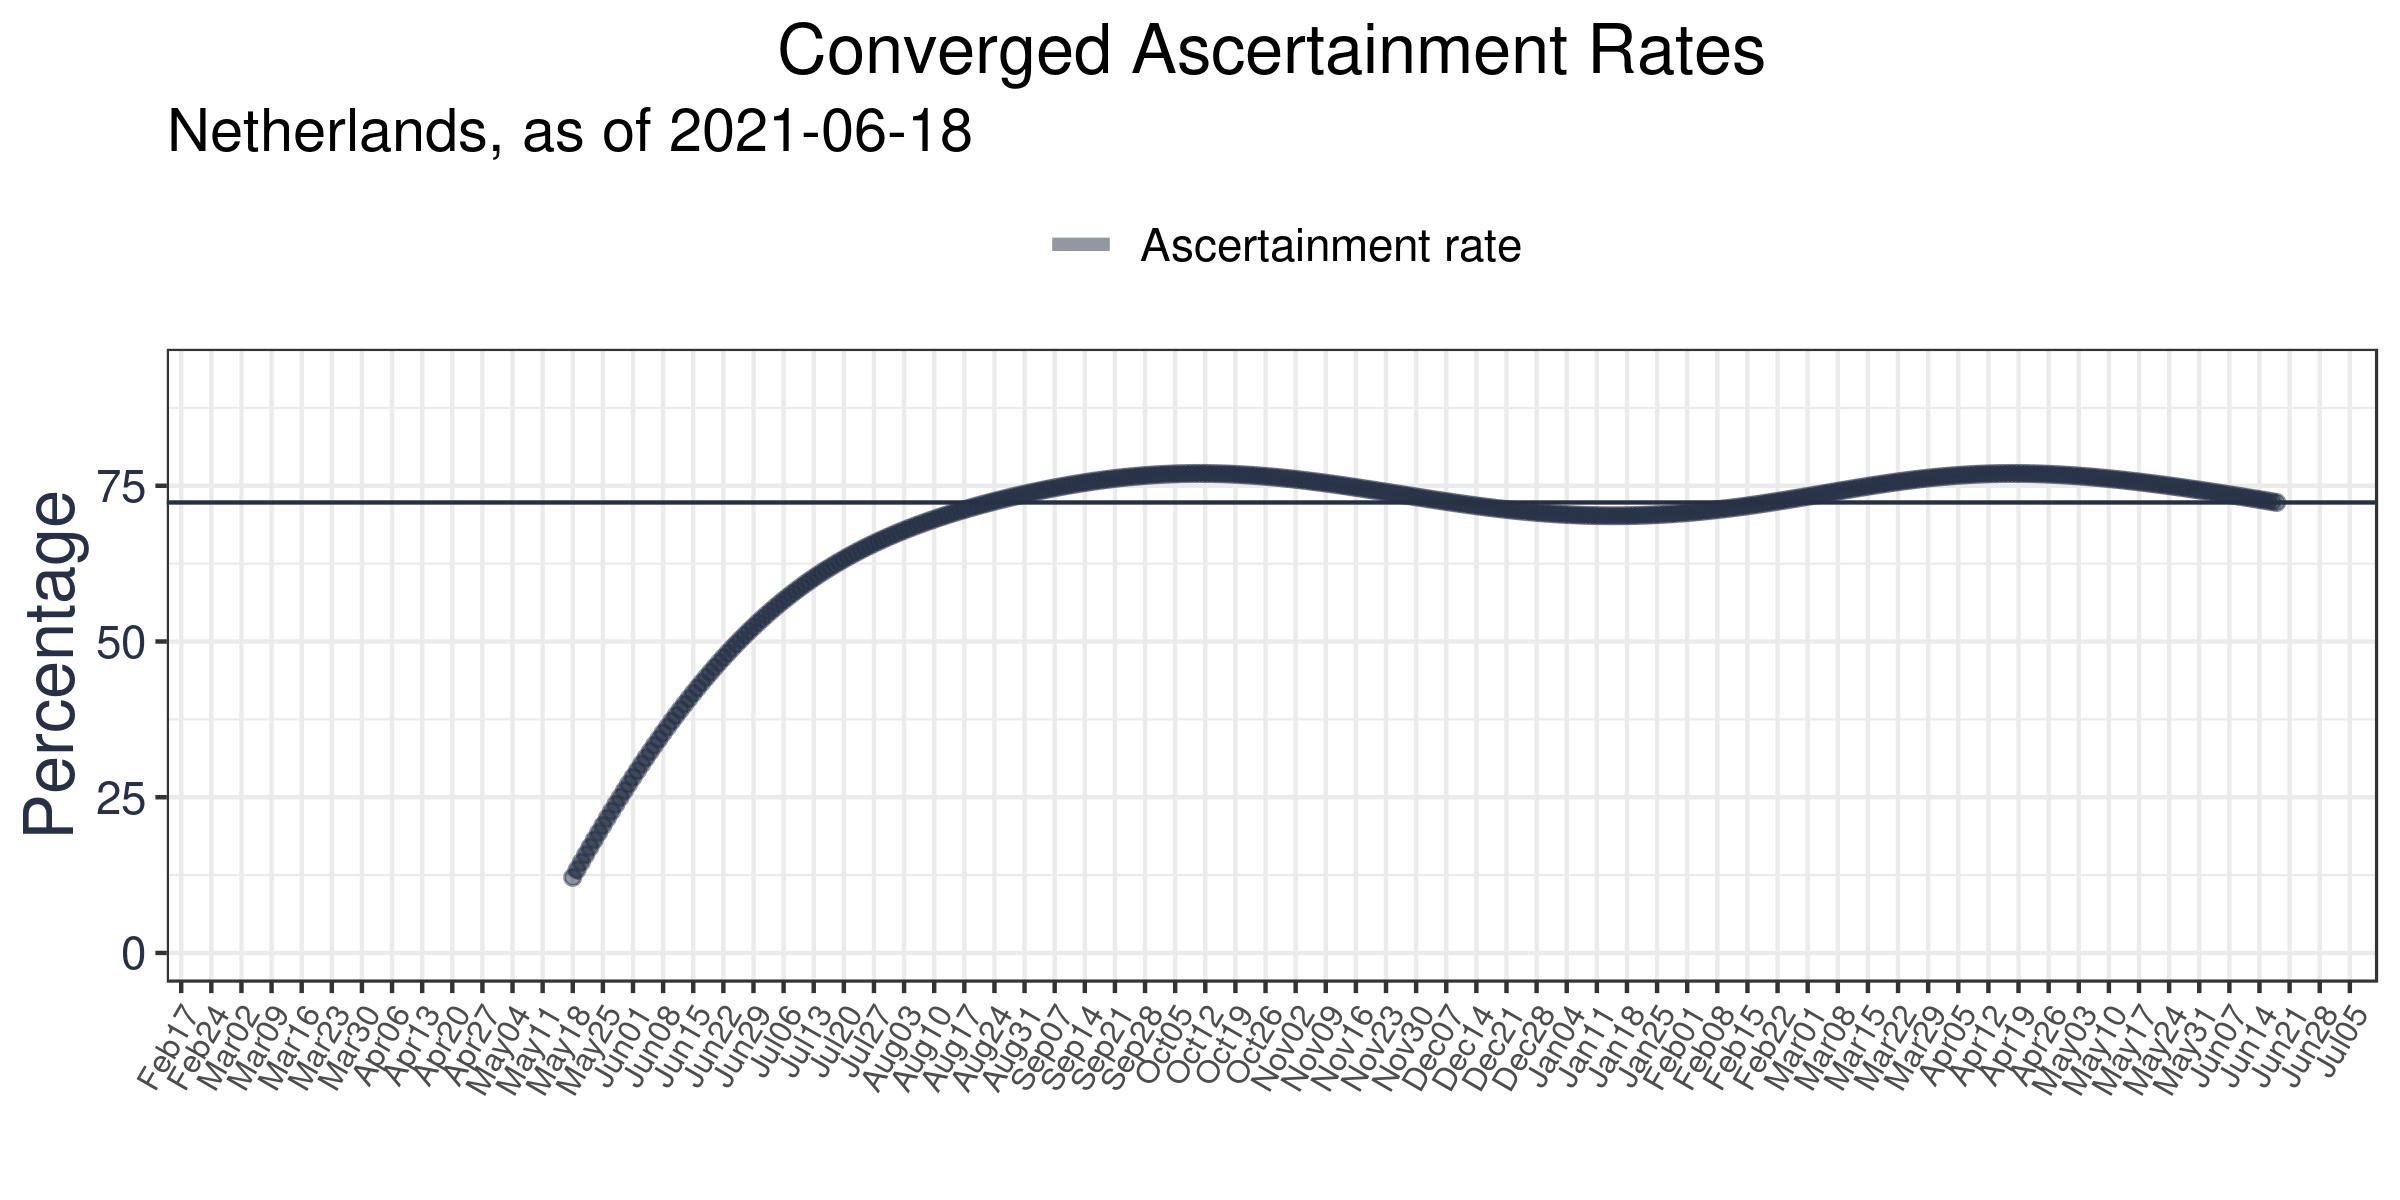 Converged Ascertainment Rates
Netherlands, as of 2021-06-18
Ascertainment rate
Percentage
75
50
25
0
Feb17 Feb24 Mar02 Mar09 Mar16 Mar23 Mar30 Apr06 Apr13 Apr20 Apr27 May04 May11 May18 May25 Jun01 Jun08 Jun15 Jun22 Jun29 Jul06 Jul13 Jul20 Jul27 Aug03 Aug10 Aug17 Aug24 Aug31 Sep07 Sep14 Sep21 Sep28 Oct05 Oct12 Oct19 Oct26 Nov02 Nov09 Nov16 Nov23 Nov30 Dec07 Dec14 Dec21 Dec28 Jan04 Jan11 Jan18 Jan25 Feb01 Feb08 Feb15 Feb22 Mar01 Mar08 Mar15 Mar22 Mar29 Apr05 Apr12 Apr19 Apr26 May03 May10 May17 May24 May31 Jun07 Jun14 Jun21 Jun28 Jul05